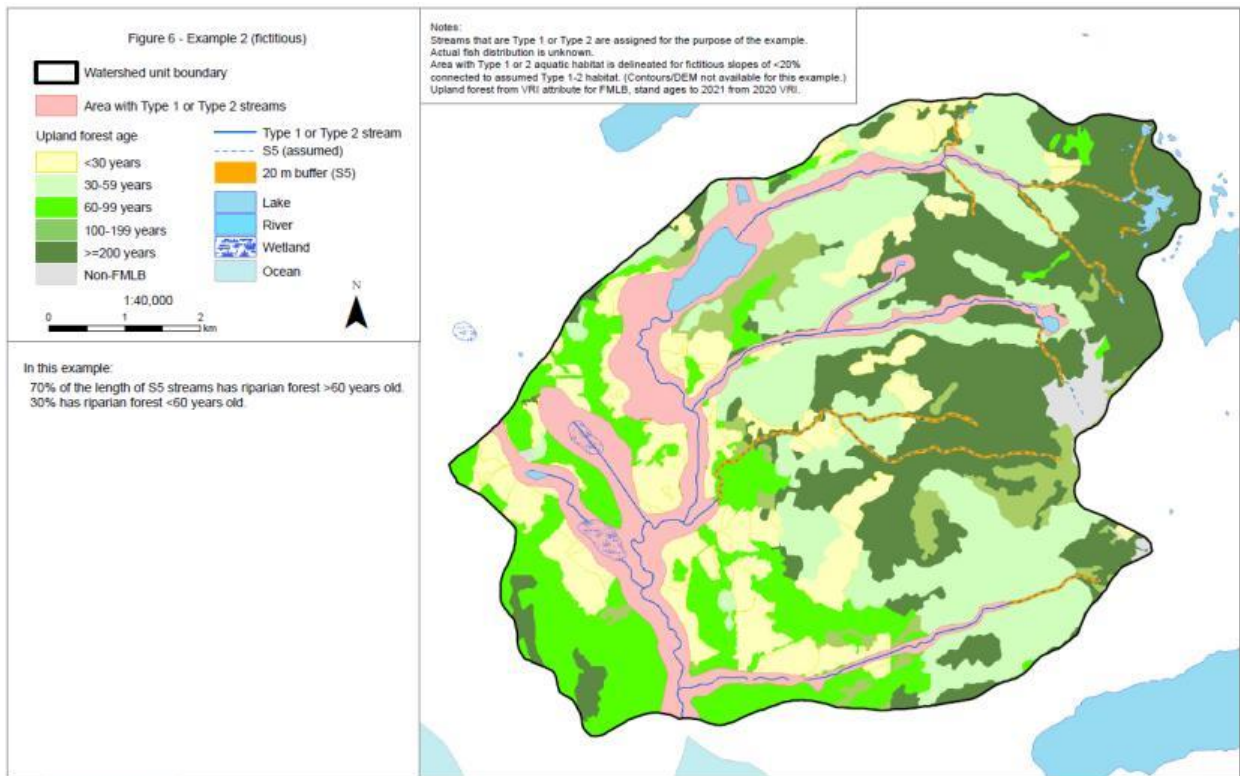 Figure 6 - Example 2 (fictitious)
Watershed unit boundary
Area with Type 1 or Type 2 streams
Upland forest age
<30 years
30-59 years
60-99 years
100-199 years
>=200 years
Non-FMLB
Type 1 or Type 2 stream
S5 (assumed)
20 m buffer (S5)
Lake
River
Wetland
Ocean
N
1:40,000
0 1 2
km
Notes:
Streams that are Type 1 or Type 2 are assigned for the purpose of the example.
Actual fish distribution is unknown.
Area with Type 1 or 2 aquatic habitat is delineated for fictitious slopes of <20%
connected to assumed Type 1-2 habitat. (Contours/DEM not available for this example.)
Upland forest from VRI attribute for FMLB, stand ages to 2021 from 2020 VRI.
In this example:
70% of the length of S5 streams has riparian forest >60 years old.
30% has riparian forest <60 years old.